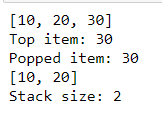 [10, 20, 30]
Top item: 30
Popped item: 30
[10, 20]
Stack size: 2